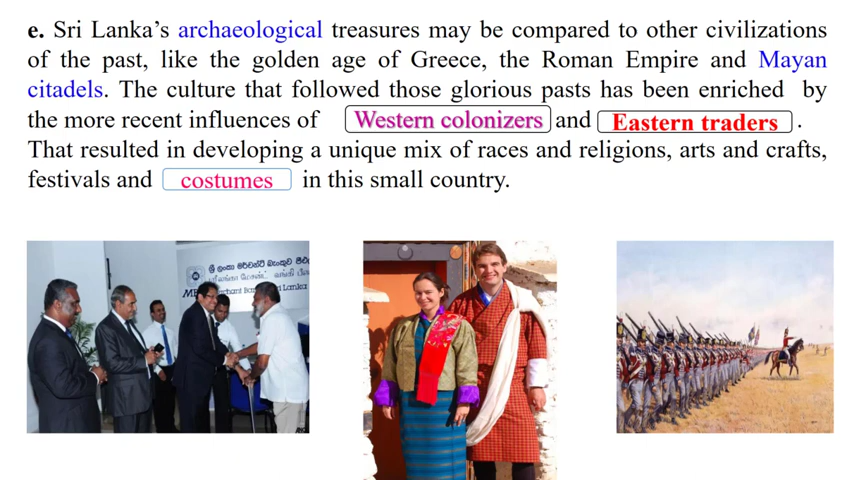 e. Sri Lanka’s archaeological treasures may be compared to other civilizations
of the past, like the golden age of Greece, the Roman Empire and Mayan
citadels. The culture that followed those glorious pasts has been enriched by
the more recent influences of Western colonizers and Eastern traders .
That resulted in developing a unique mix of races and religions, arts and crafts,
festivals and costumes in this small country.
ශ්‍රී ලංකා මර්චන්ට් බැංකුව